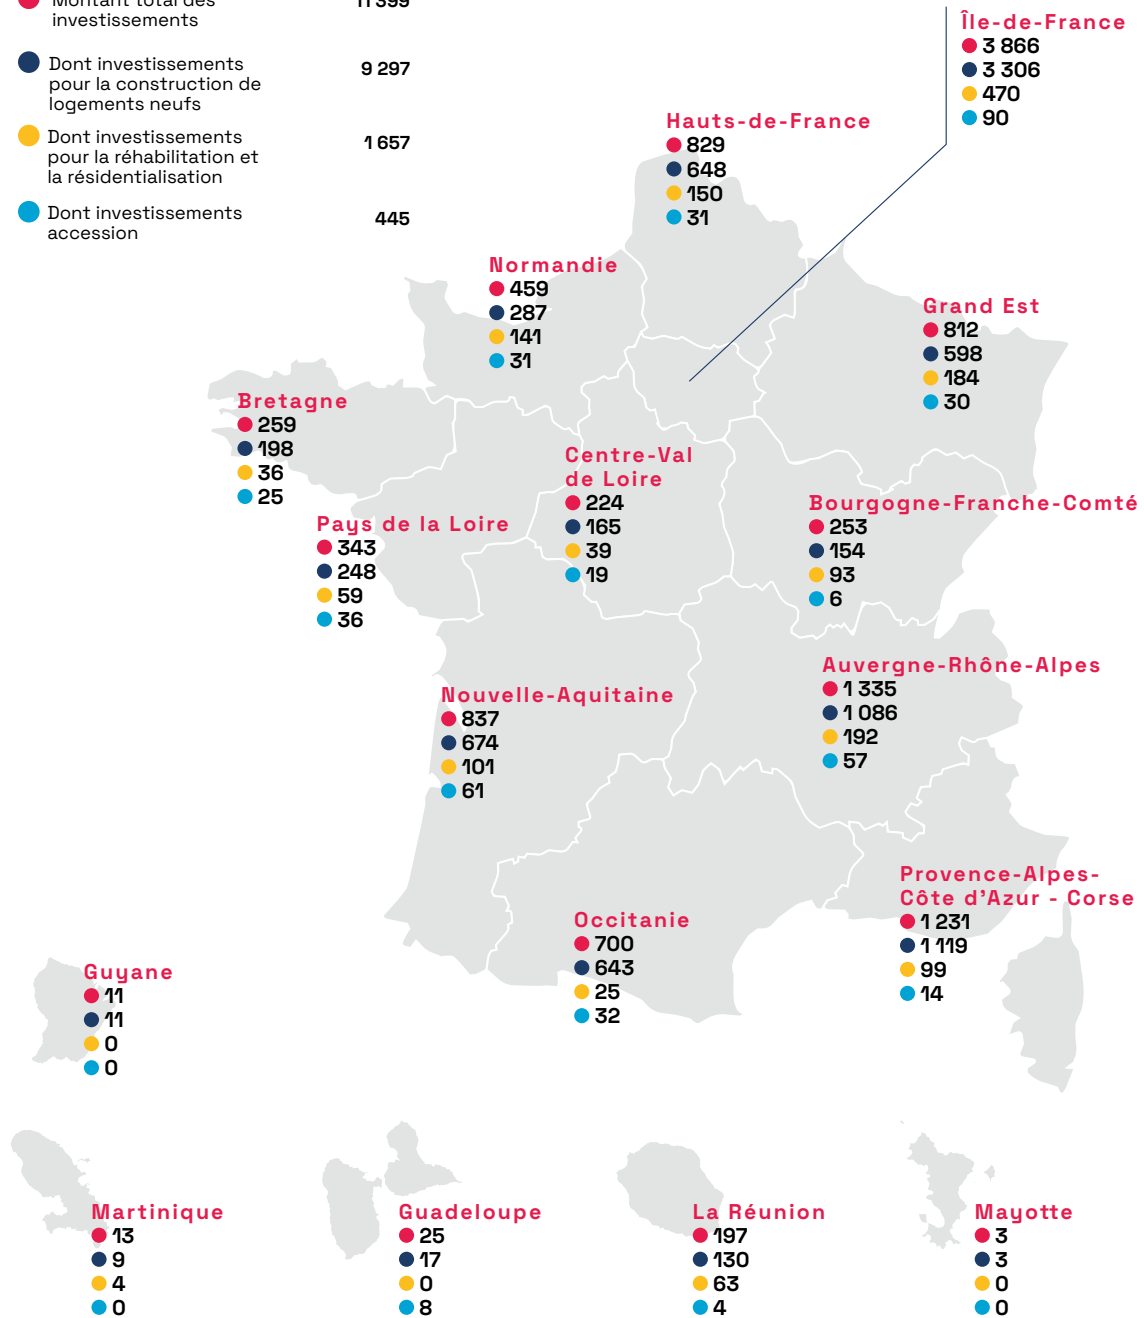 Montant total des
investissements
11 399
Dont investissements
pour la construction de
logements neufs
9 297
Dont investissements
pour la réhabilitation et
la résidentialisation
1 657
Dont investissements
accession
445
Île-de-France
3 866
3 306
470
90
Hauts-de-France
829
648
150
31
Normandie
459
287
141
31
Grand Est
812
598
184
30
Bretagne
259
198
36
25
Centre-Val
de Loire
224
165
39
19
Bourgogne-Franche-Comté
253
154
93
6
Pays de la Loire
343
248
59
36
Auvergne-Rhône-Alpes
1 335
1 086
192
57
Nouvelle-Aquitaine
837
674
101
61
Provence-Alpes-
Côte d'Azur - Corse
1 231
1 119
99
14
Occitanie
700
643
25
32
Guyane
11
11
0
0
Martinique
13
9
4
0
Guadeloupe
25
17
0
8
La Réunion
197
130
63
4
Mayotte
3
3
0
0